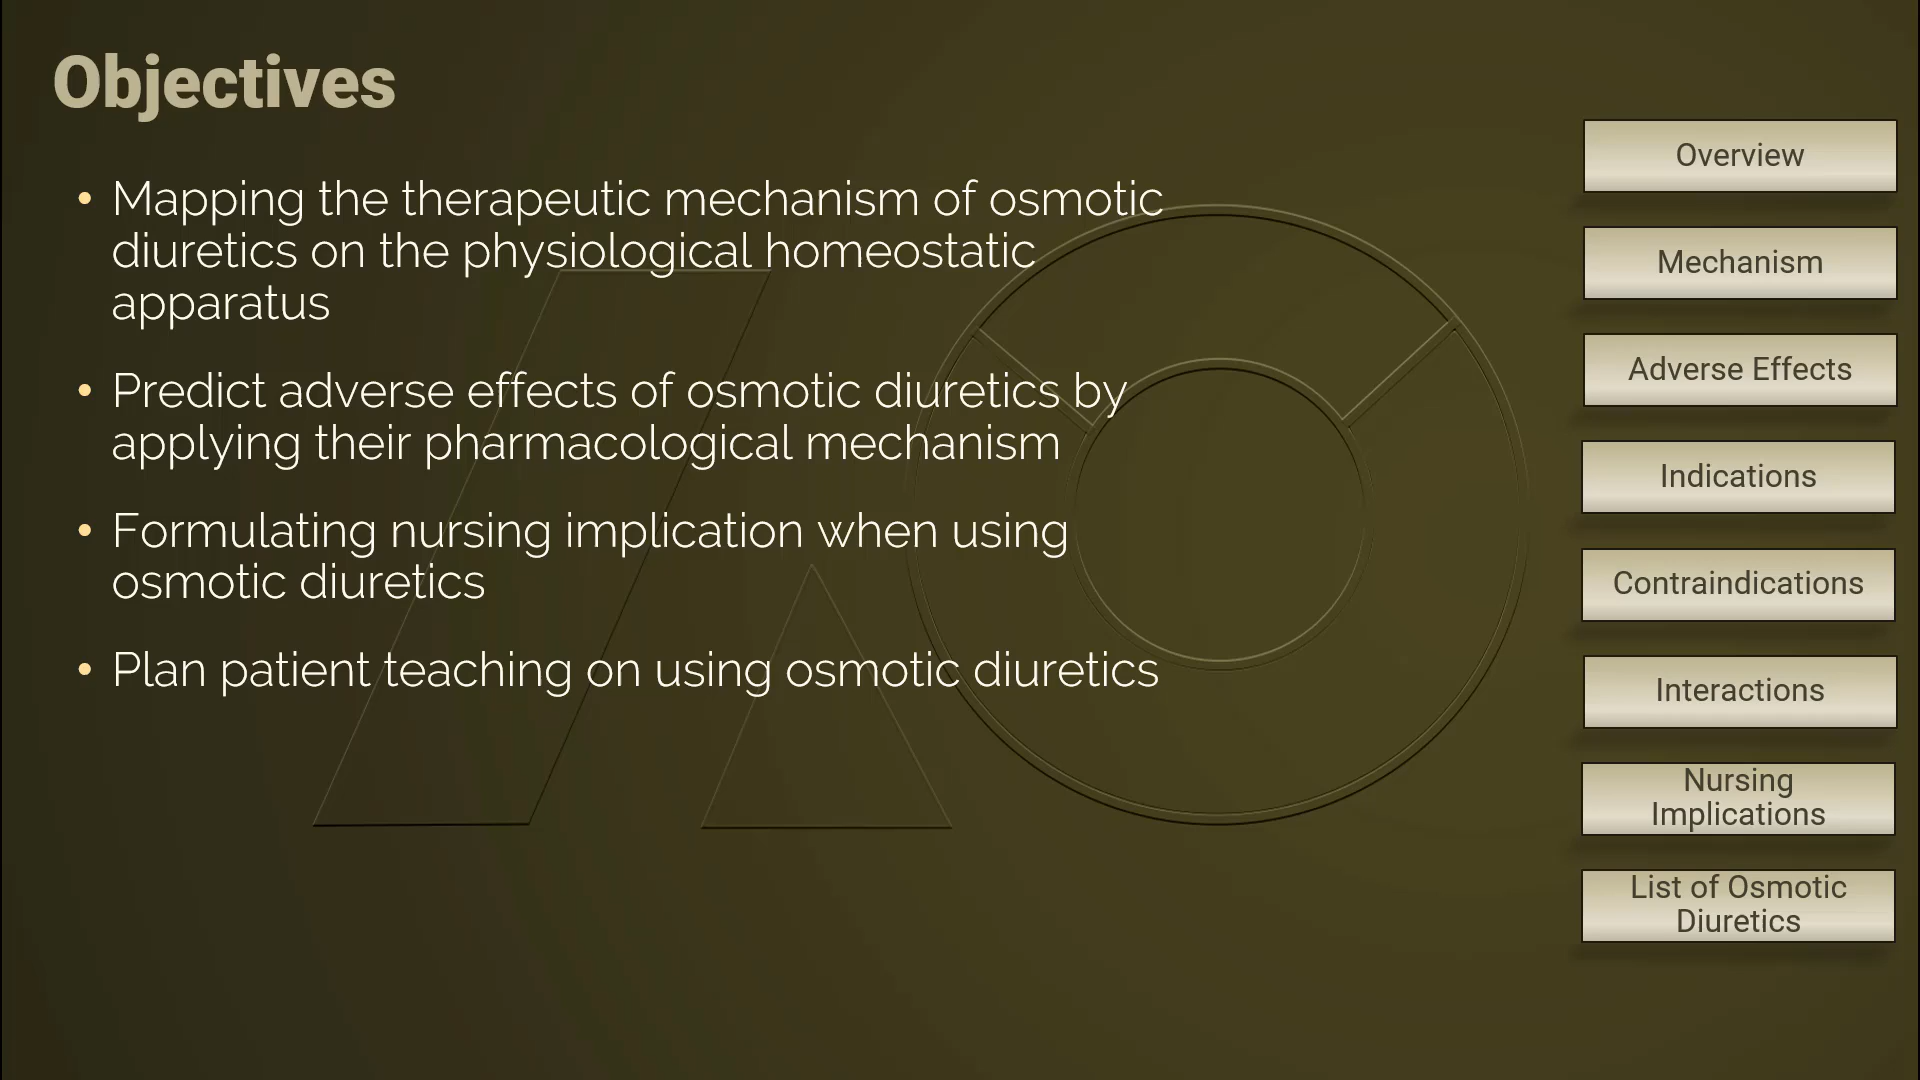 Objectives
• Mapping the therapeutic mechanism of osmotic
diuretics on the physiological homeostatic
apparatus
• Predict adverse effects of osmotic diuretics by
applying their pharmacological mechanism
• Formulating nursing implication when using
osmotic diuretics
• Plan patient teaching on using osmotic diuretics
Overview
Mechanism
Adverse Effects
Indications
Contraindications
Interactions
Nursing
Implications
List of Osmotic
Diuretics